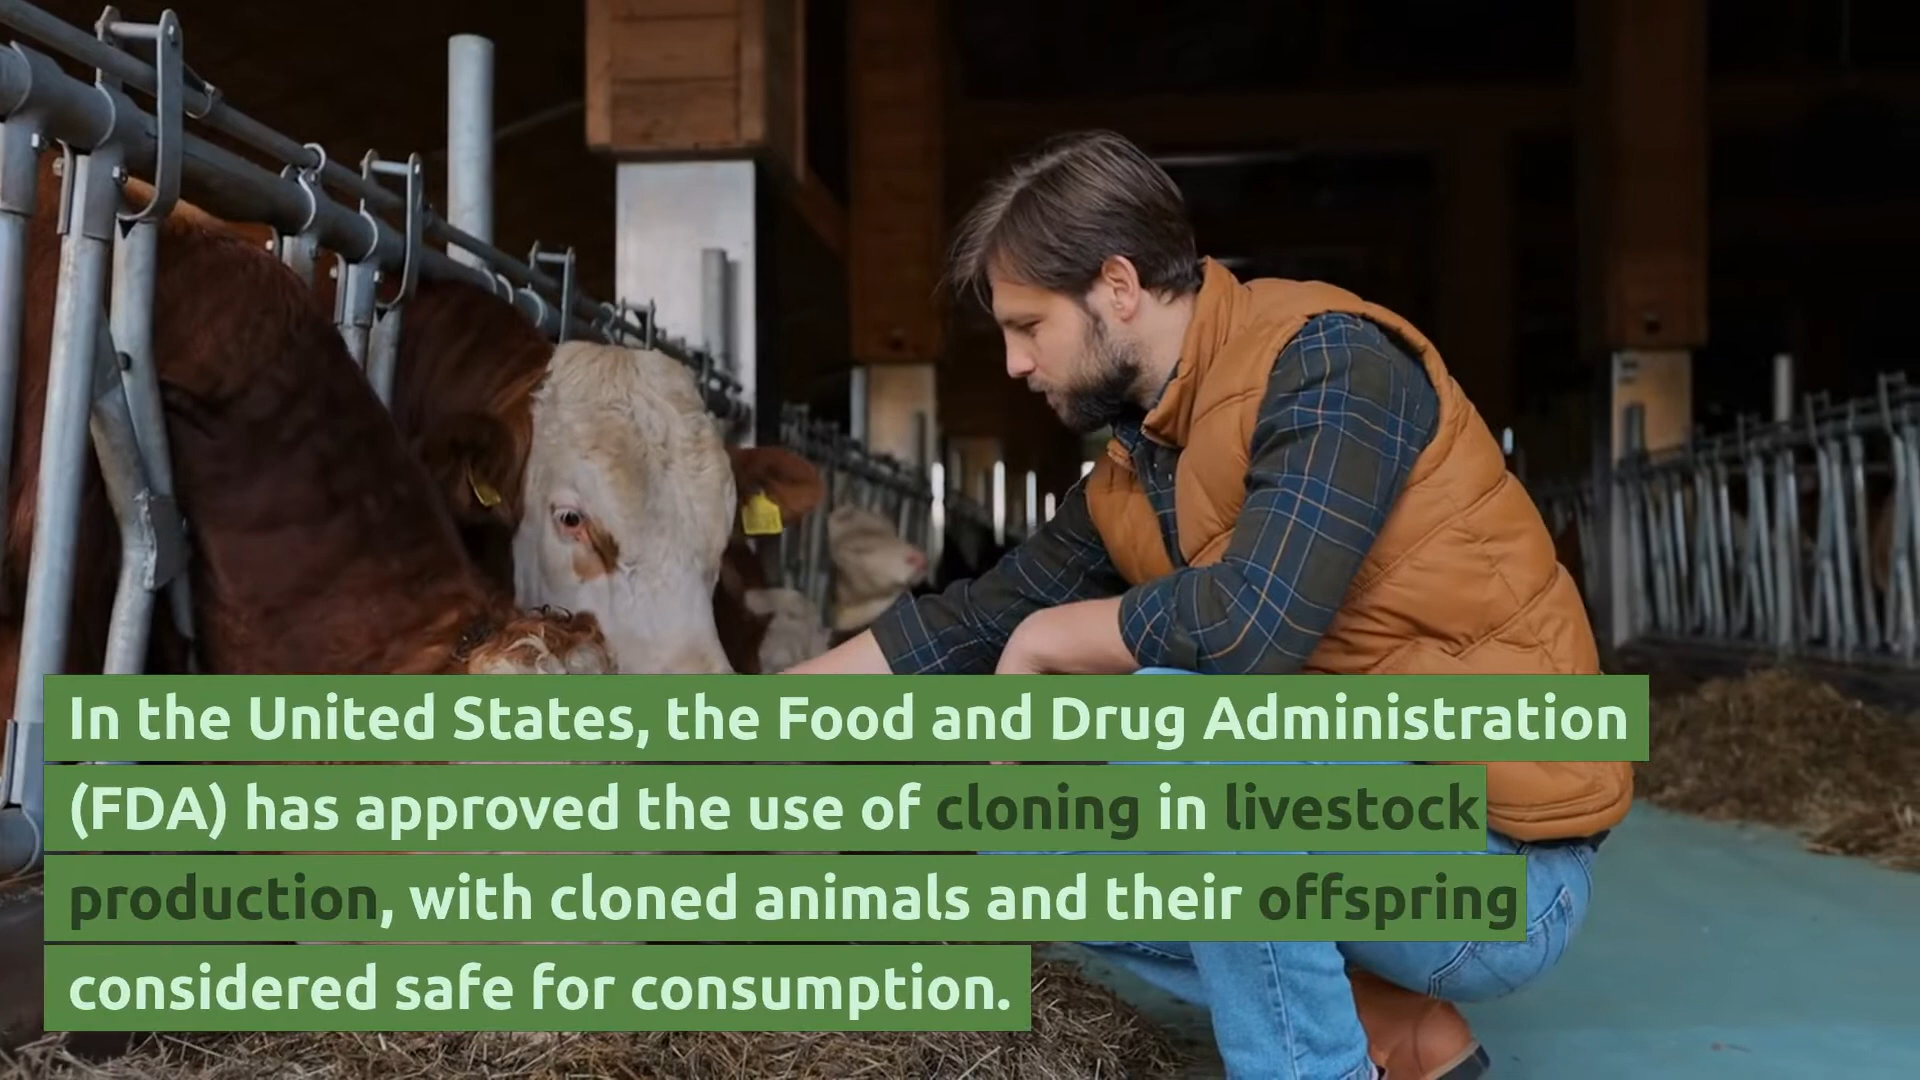 In the United States, the Food and Drug Administration
(FDA) has approved the use of cloning in livestock
production, with cloned animals and their offspring
considered safe for consumption.